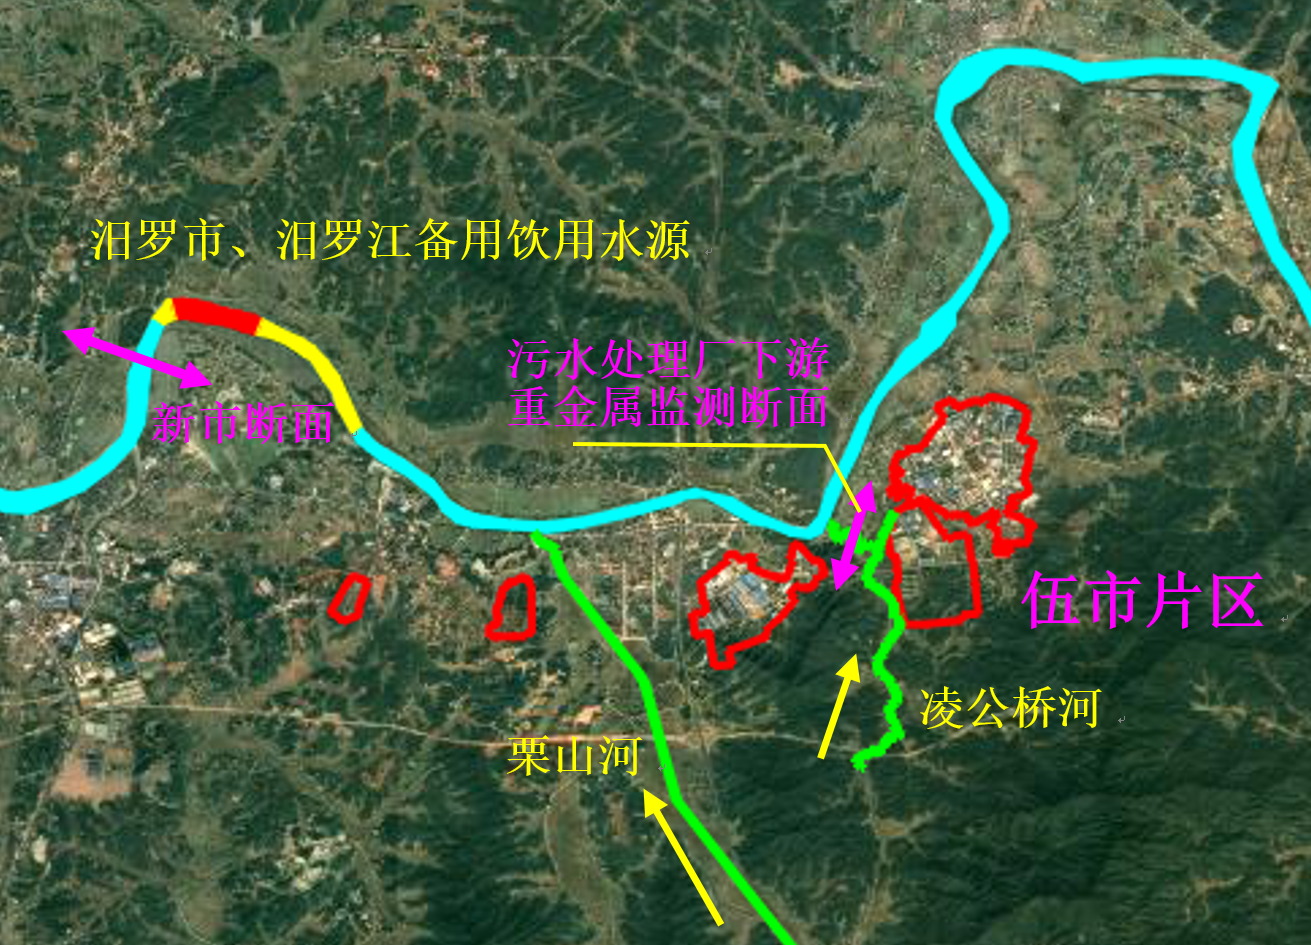 汨罗市、汨罗江备用饮用水源
污水处理厂下游
重金属监测断面
新市断面
伍市片区
凌公桥河
栗山河